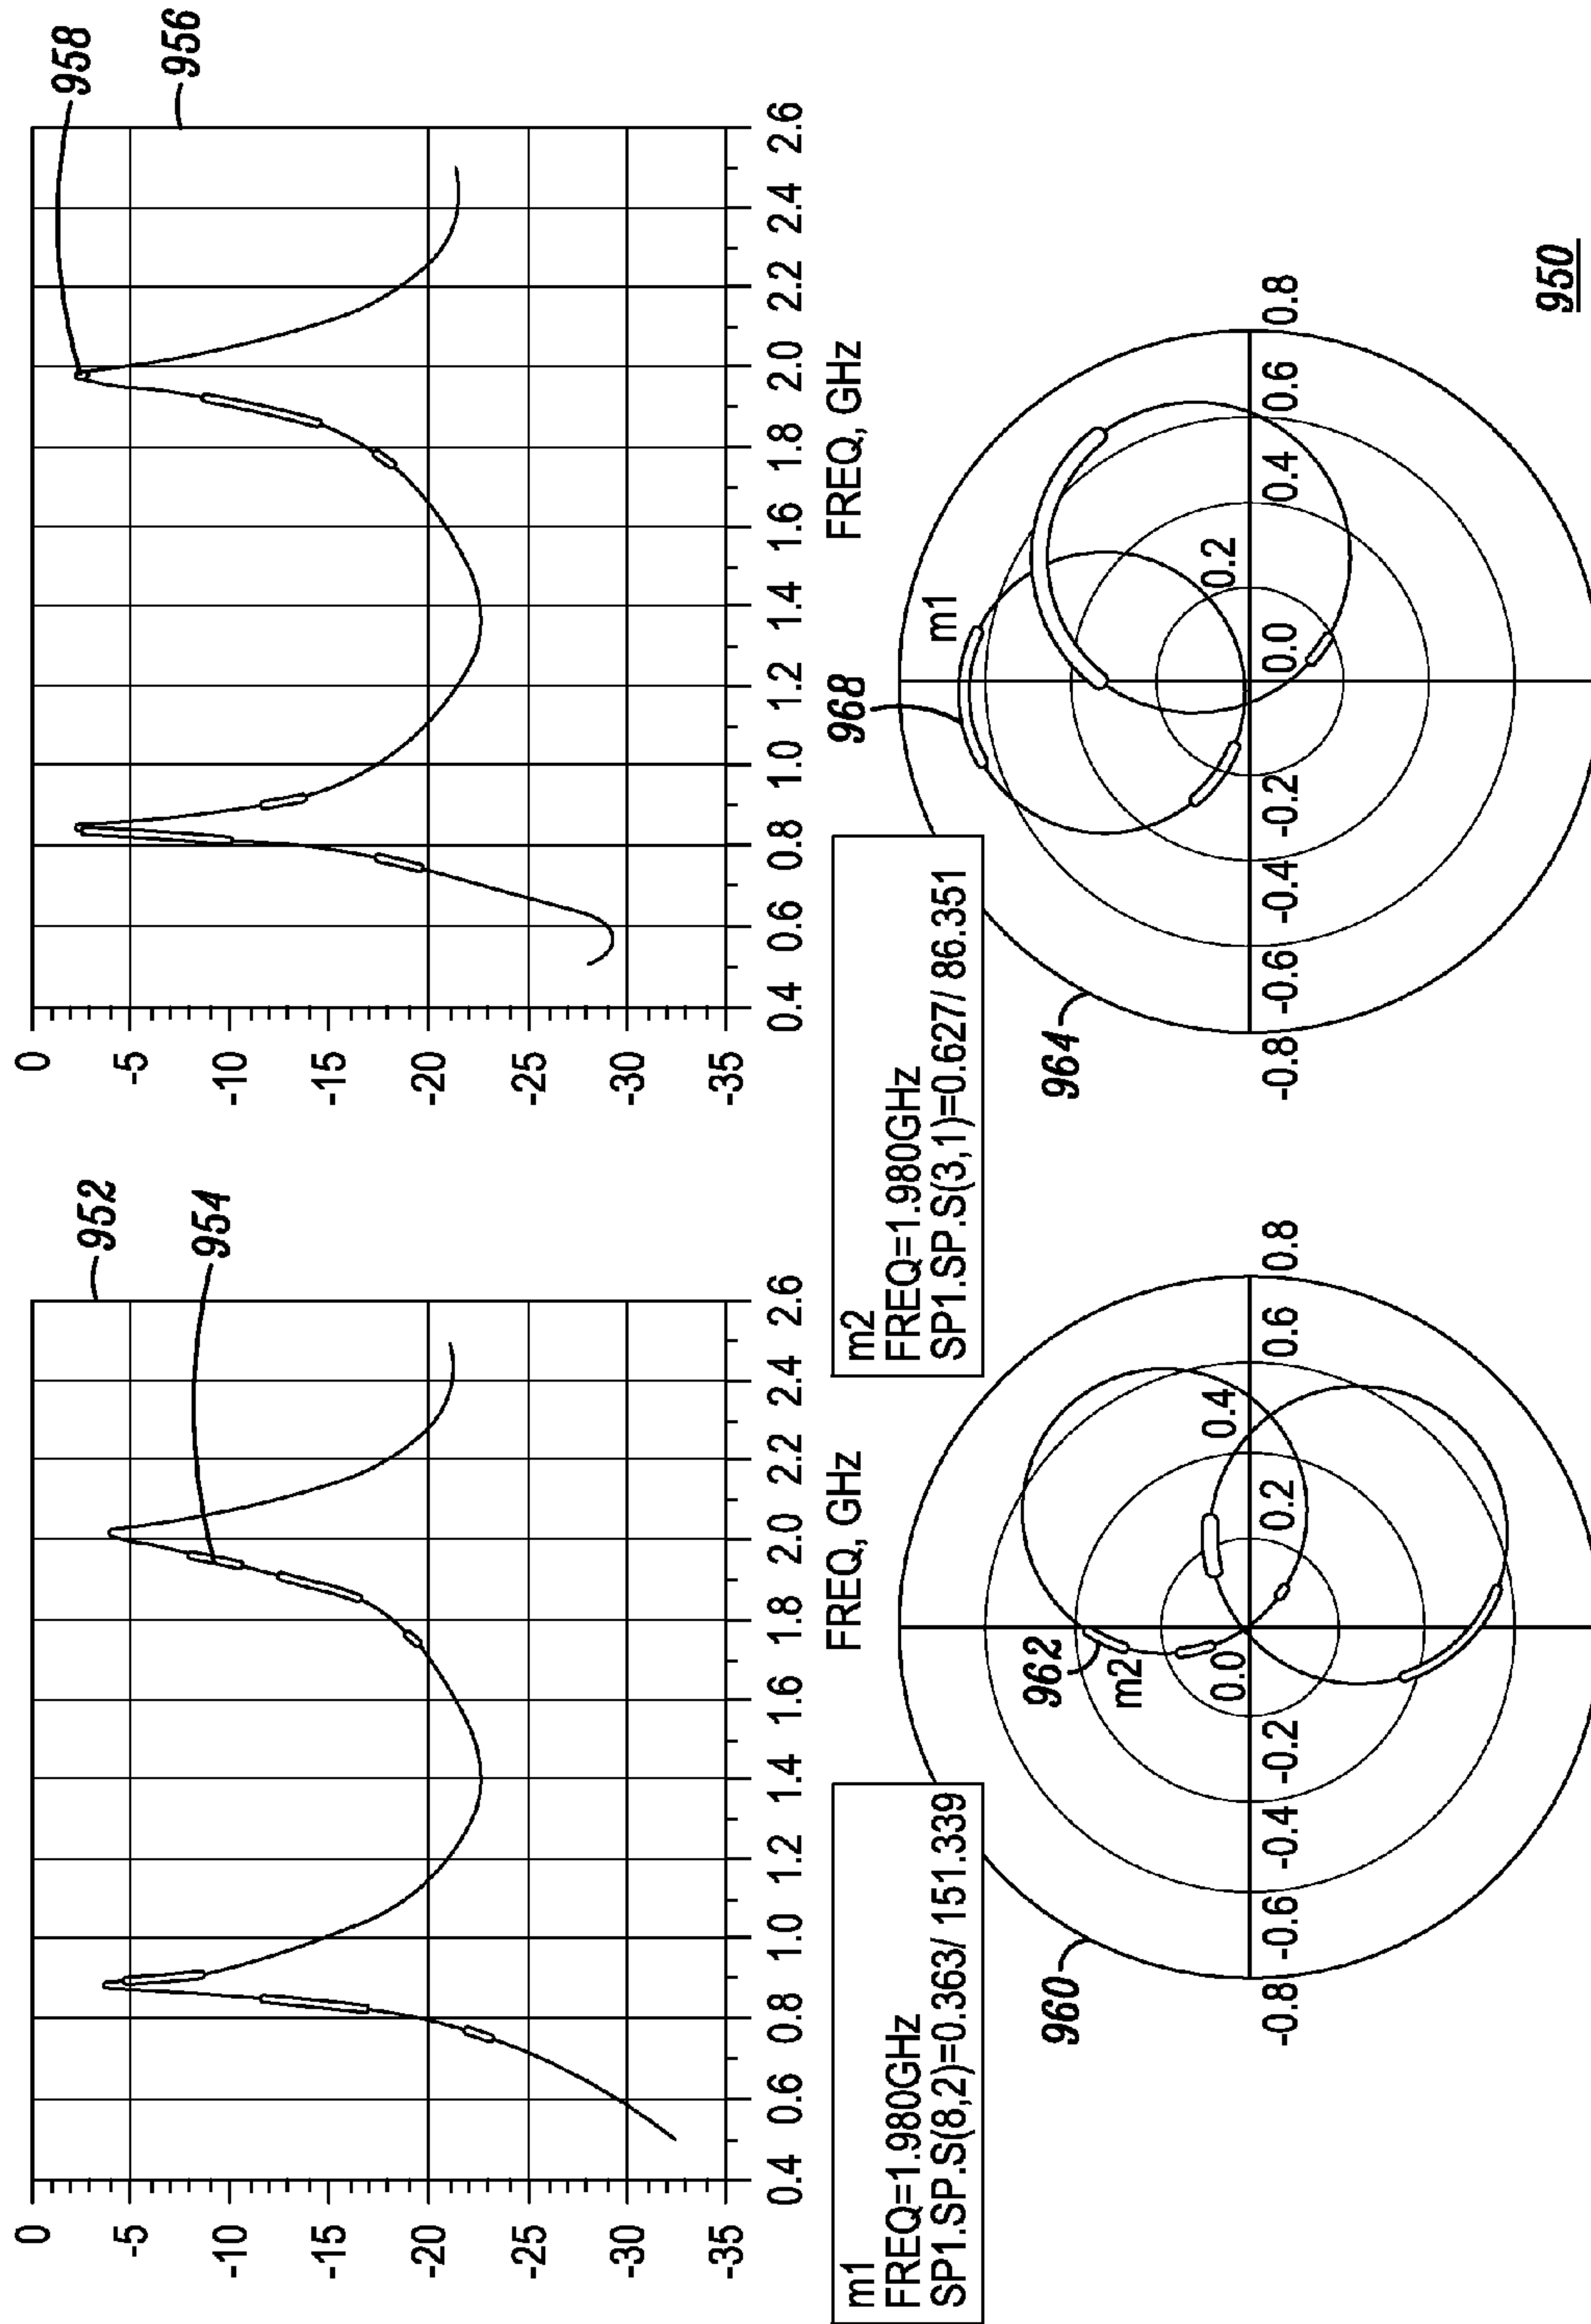 952
954
0
-5
-10
-15
-20
-25
-30
-35
0.4 0.6 0.8 1.0 1.2 1.4 1.6 1.8 2.0 2.2 2.4 2.6
FREQ, GHz
958
956
0
-5
-10
-15
-20
-25
-30
-35
0.4 0.6 0.8 1.0 1.2 1.4 1.6 1.8 2.0 2.2 2.4 2.6
FREQ, GHz
m1
FREQ=1.980GHz
SP1.SP.S(8,2)=0.363/ 151.339
960
962
m2
-0.8 -0.6 -0.4 -0.2 0.0 0.2 0.4 0.6 0.8
m2
FREQ=1.980GHz
SP1.SP.S(3,1)=0.627/ 86.351
964
968
m1
-0.8 -0.6 -0.4 -0.2 0.0 0.2 0.4 0.6 0.8
950